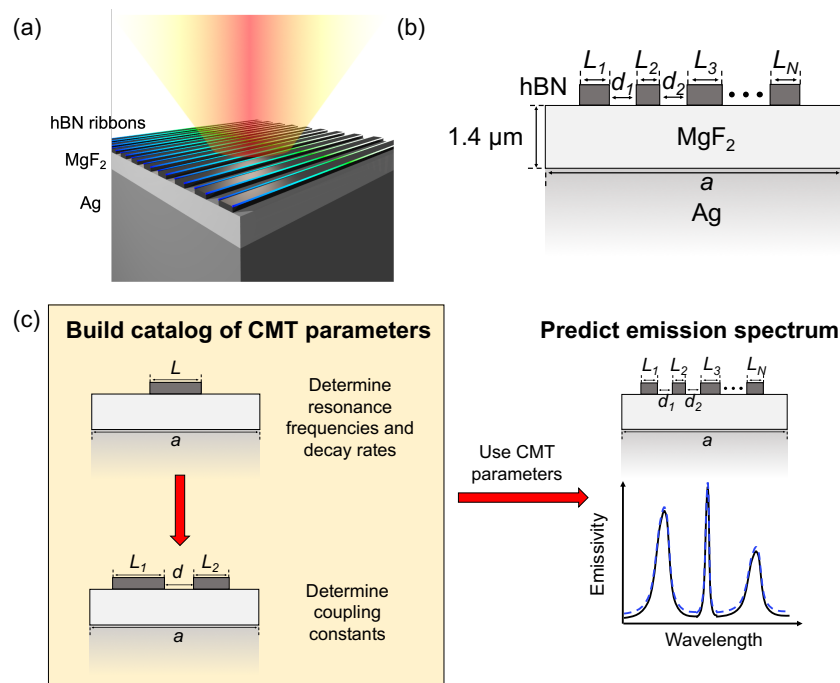 (a)
hBN ribbons
MgF₂
Ag
(b)
L₁ L₂ L₃ L_N
hBN d₁ d₂ •••
1.4 μm
MgF₂
a
Ag
(c)
Build catalog of CMT parameters
L
a
Determine
resonance
frequencies and
decay rates
L₁ d L₂
a
Determine
coupling
constants
Use CMT
parameters
Predict emission spectrum
L₁ L₂ L₃ L_N
d₁ d₂ •••
a
Emissivity
Wavelength